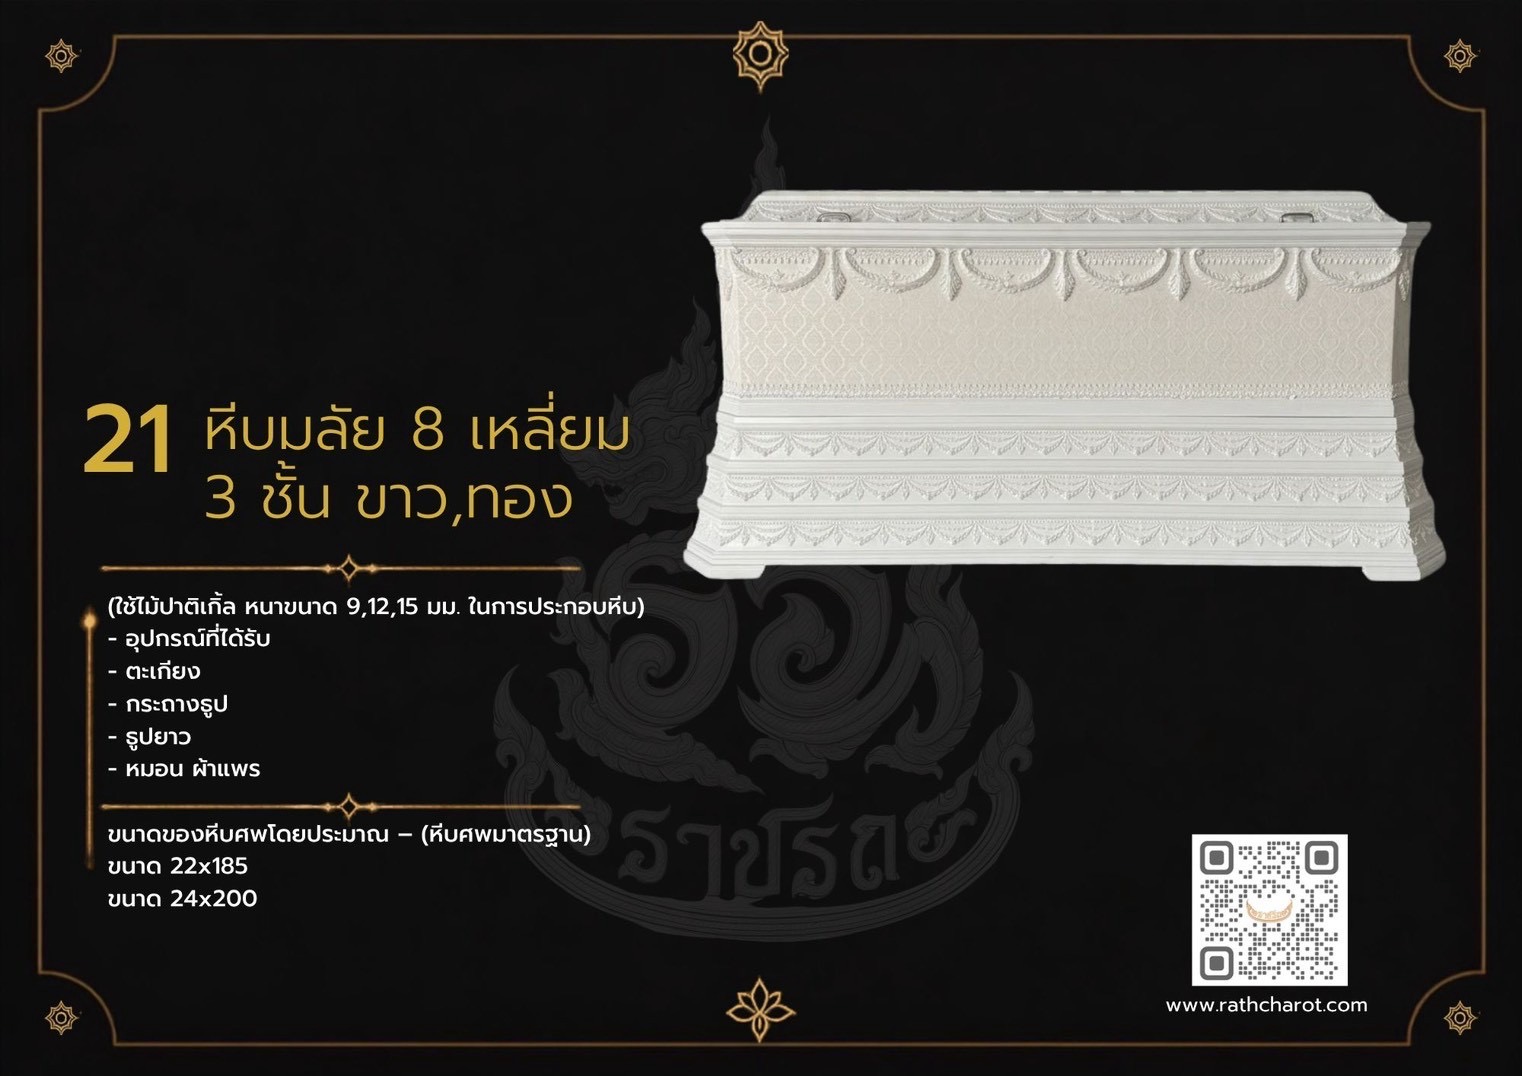 21 หีบมลัย 8 เหลี่ยม
3 ชั้น ขาว,ทอง
(ใช้ไม้ปาติเกิ้ล หนาขนาด 9,12,15 มม. ในการประกอบหีบ)
- อุปกรณ์ที่ได้รับ
- ตะเกียง
- กระถางธูป
- ธูปยาว
- หมอน ผ้าแพร
ขนาดของหีบศพโดยประมาณ – (หีบศพมาตรฐาน)
ขนาด 22x185
ขนาด 24x200
ราชรถ
www.rathcharot.com